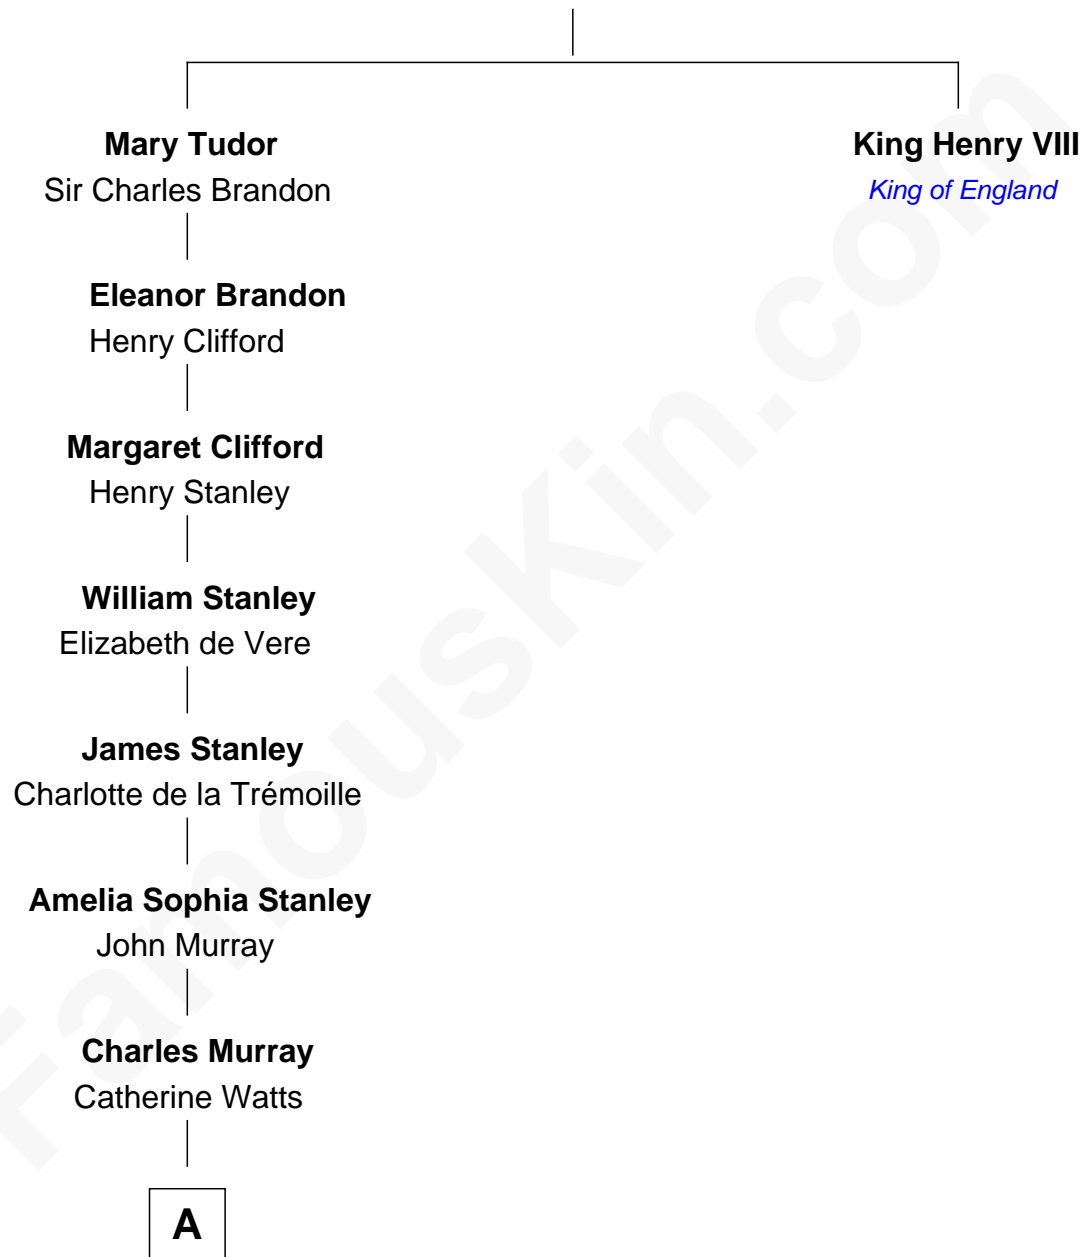 Mary Tudor
Sir Charles Brandon
King Henry VIII
King of England
Eleanor Brandon
Henry Clifford
Margaret Clifford
Henry Stanley
William Stanley
Elizabeth de Vere
James Stanley
Charlotte de la Trémoille
Amelia Sophia Stanley
John Murray
Charles Murray
Catherine Watts
A
FamousKin.com